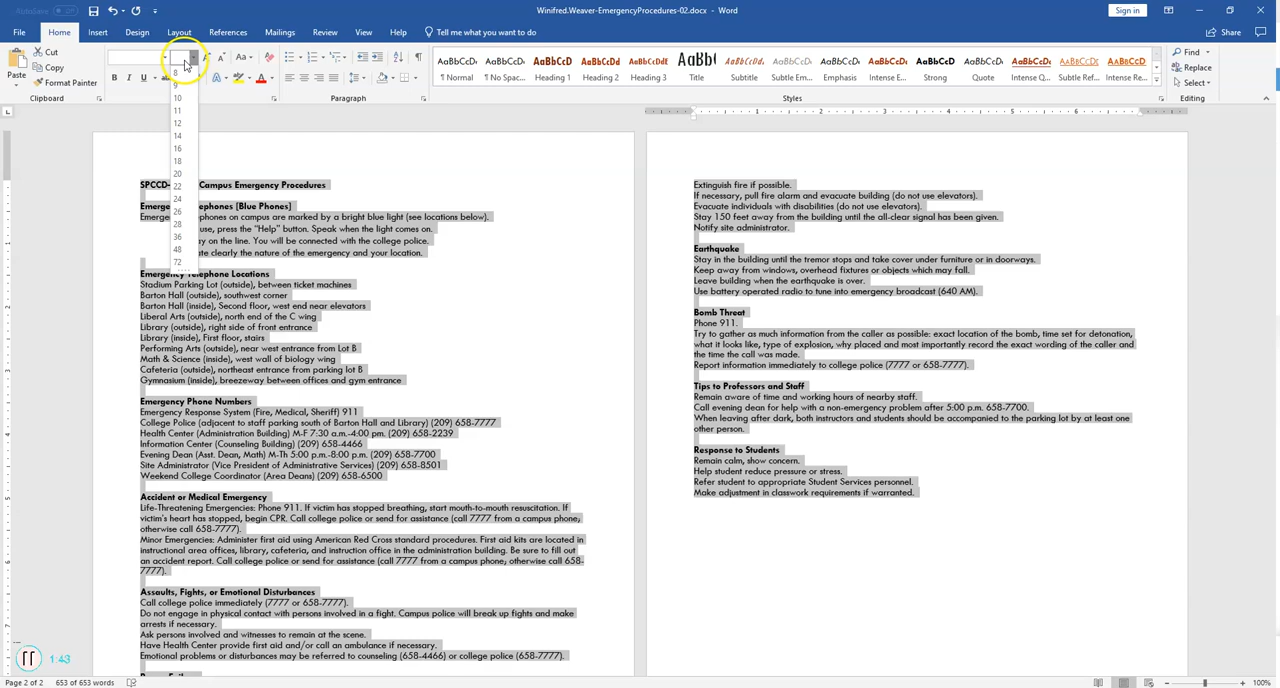 AutoSave Off
Winifred.Weaver-EmergencyProcedures-02.docx - Word
Sign in
File Home Insert Design Layout References Mailings Review View Help Tell me what you want to do
Share
Paste
Cut
Copy
Format Painter
Clipboard
B I U
Aa
Paragraph
AaBbCcDc ¶ Normal
AaBbCcDc ¶ No Spac...
AaBbCc Heading 1
AaBbCcD Heading 2
AaBb Title
AaBbCcD Subtitle
AaBbCcDc Subtle Em...
AaBbCcDc Emphasis
AaBbCcDc Intense E...
AaBbCcDc Strong
AaBbCcDc Quote
AaBbCcDc Intense Q...
AaBbCcDc Subtle Ref...
AaBbCcDc Intense Re...
Styles
Find
Replace
Select
Editing
8
9
10
11
12
14
16
18
20
22
24
26
28
36
48
72
1 2 3 4 5 6
SPCCD- Campus Emergency Procedures
Emerge ephones [Blue Phones]
Emerge phones on campus are marked by a bright blue light (see locations below).
use, press the "Help" button. Speak when the light comes on.
ay on the line. You will be connected with the college police.
ate clearly the nature of the emergency and your location.
Emergency Telephone Locations
Stadium Parking Lot (outside), between ticket machines
Barton Hall (outside), southwest corner
Barton Hall (inside), Second floor, west end near elevators
Liberal Arts (outside), north end of the C wing
Library (outside), right side of front entrance
Library (inside), First floor, stairs
Performing Arts (outside), near west entrance from Lot B
Math & Science (inside), west wall of biology wing
Cafeteria (outside), northeast entrance from parking lot B
Gymnasium (inside), breezeway between offices and gym entrance
Emergency Phone Numbers
Emergency Response System (Fire, Medical, Sheriff) 911
College Police (adjacent to staff parking south of Barton Hall and Library) (209) 658-7777
Health Center (Administration Building) M-F 7:30 a.m.-4:00 pm. (209) 658-2239
Information Center (Counseling Building) (209) 658-4466
Evening Dean (Asst. Dean, Math) M-Th 5:00 p.m.-8:00 p.m. (209) 658-7700
Site Administrator (Vice President of Administrative Services) (209) 658-8501
Weekend College Coordinator (Area Deans) (209) 658-6500
Accident or Medical Emergency
Life-Threatening Emergencies: Phone 911. If victim has stopped breathing, start mouth-to-mouth resuscitation. If
victim's heart has stopped, begin CPR. Call college police or send for assistance (call 7777 from a campus phone;
otherwise call 658-7777).
Minor Emergencies: Administer first aid using American Red Cross standard procedures. First aid kits are located in
instructional area offices, library, cafeteria, and instruction office in the administration building. Be sure to fill out
an accident report. Call college police or send for assistance (call 7777 from a campus phone; otherwise call 658-
7777).
Assaults, Fights, or Emotional Disturbances
Call college police immediately (7777 or 658-7777).
Do not engage in physical contact with persons involved in a fight. Campus police will break up fights and make
arrests if necessary.
Ask persons involved and witnesses to remain at the scene.
Have Health Center provide first aid and/or call an ambulance if necessary.
Emotional problems or disturbances may be referred to counseling (658-4466) or college police (658-7777).
Extinguish fire if possible.
If necessary, pull fire alarm and evacuate building (do not use elevators).
Evacuate individuals with disabilities (do not use elevators).
Stay 150 feet away from the building until the all-clear signal has been given.
Notify site administrator.
Earthquake
Stay in the building until the tremor stops and take cover under furniture or in doorways.
Keep away from windows, overhead fixtures or objects which may fall.
Leave building when the earthquake is over.
Use battery operated radio to tune into emergency broadcast (640 AM).
Bomb Threat
Phone 911.
Try to gather as much information from the caller as possible: exact location of the bomb, time set for detonation,
what it looks like, type of explosion, why placed and most importantly record the exact wording of the caller and
the time the call was made.
Report information immediately to college police (7777 or 658-7777).
Tips to Professors and Staff
Remain aware of time and working hours of nearby staff.
Call evening dean for help with a non-emergency problem after 5:00 p.m. 658-7700.
When leaving after dark, both instructors and students should be accompanied to the parking lot by at least one
other person.
Response to Students
Remain calm, show concern.
Help student reduce pressure or stress.
Refer student to appropriate Student Services personnel.
Make adjustment in classwork requirements if warranted.
1:43
Page 2 of 2 653 of 653 words
100%